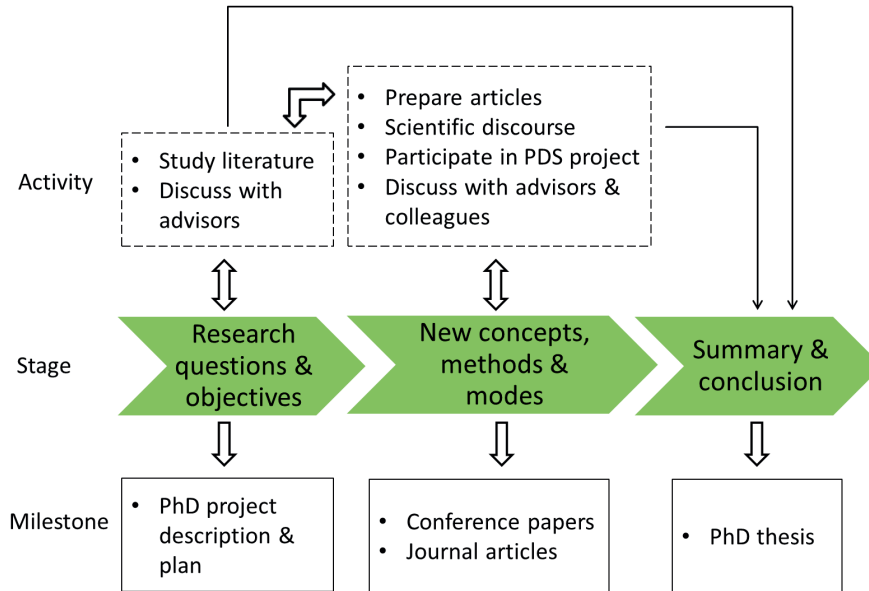 Activity
• Study literature
• Discuss with
advisors
• Prepare articles
• Scientific discourse
• Participate in PDS project
• Discuss with advisors &
colleagues
Stage
Research
questions &
objectives
New concepts,
methods &
modes
Summary &
conclusion
Milestone
• PhD project
description &
plan
• Conference papers
• Journal articles
• PhD thesis